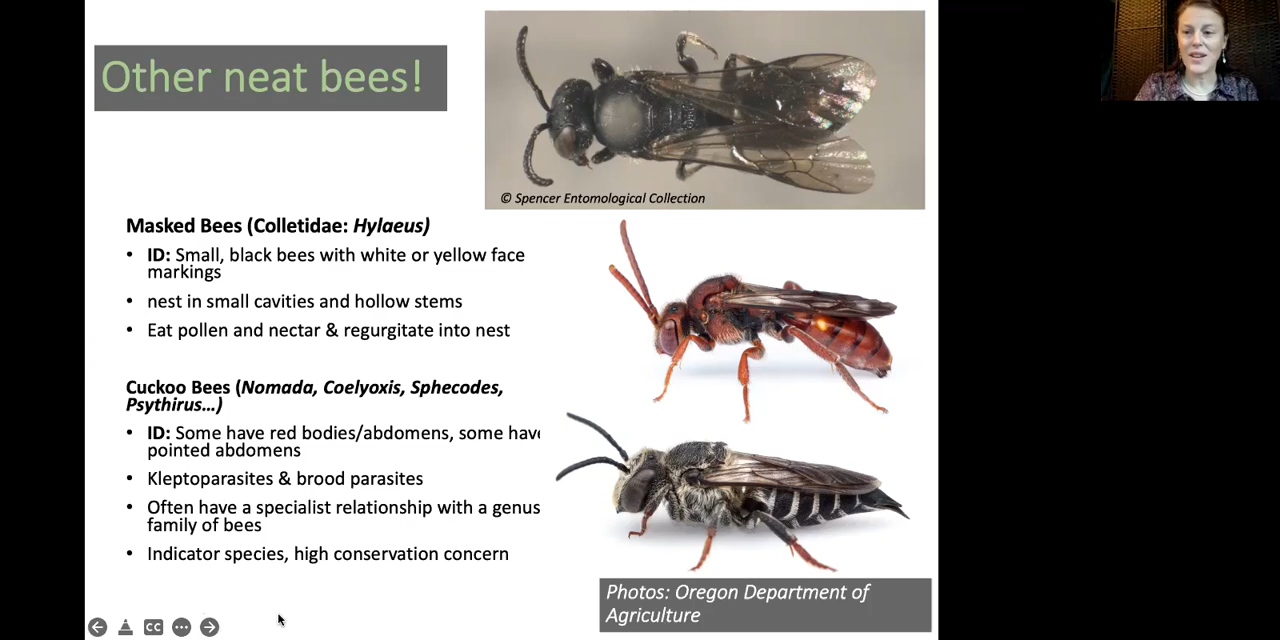 Other neat bees!
© Spencer Entomological Collection
Masked Bees (Colletidae: Hylaeus)
• ID: Small, black bees with white or yellow face
markings
• nest in small cavities and hollow stems
• Eat pollen and nectar & regurgitate into nest
Cuckoo Bees (Nomada, Coelyoxis, Sphecodes,
Psythirus…)
• ID: Some have red bodies/abdomens, some have
pointed abdomens
• Kleptoparasites & brood parasites
• Often have a specialist relationship with a genus
family of bees
• Indicator species, high conservation concern
Photos: Oregon Department of
Agriculture
CC